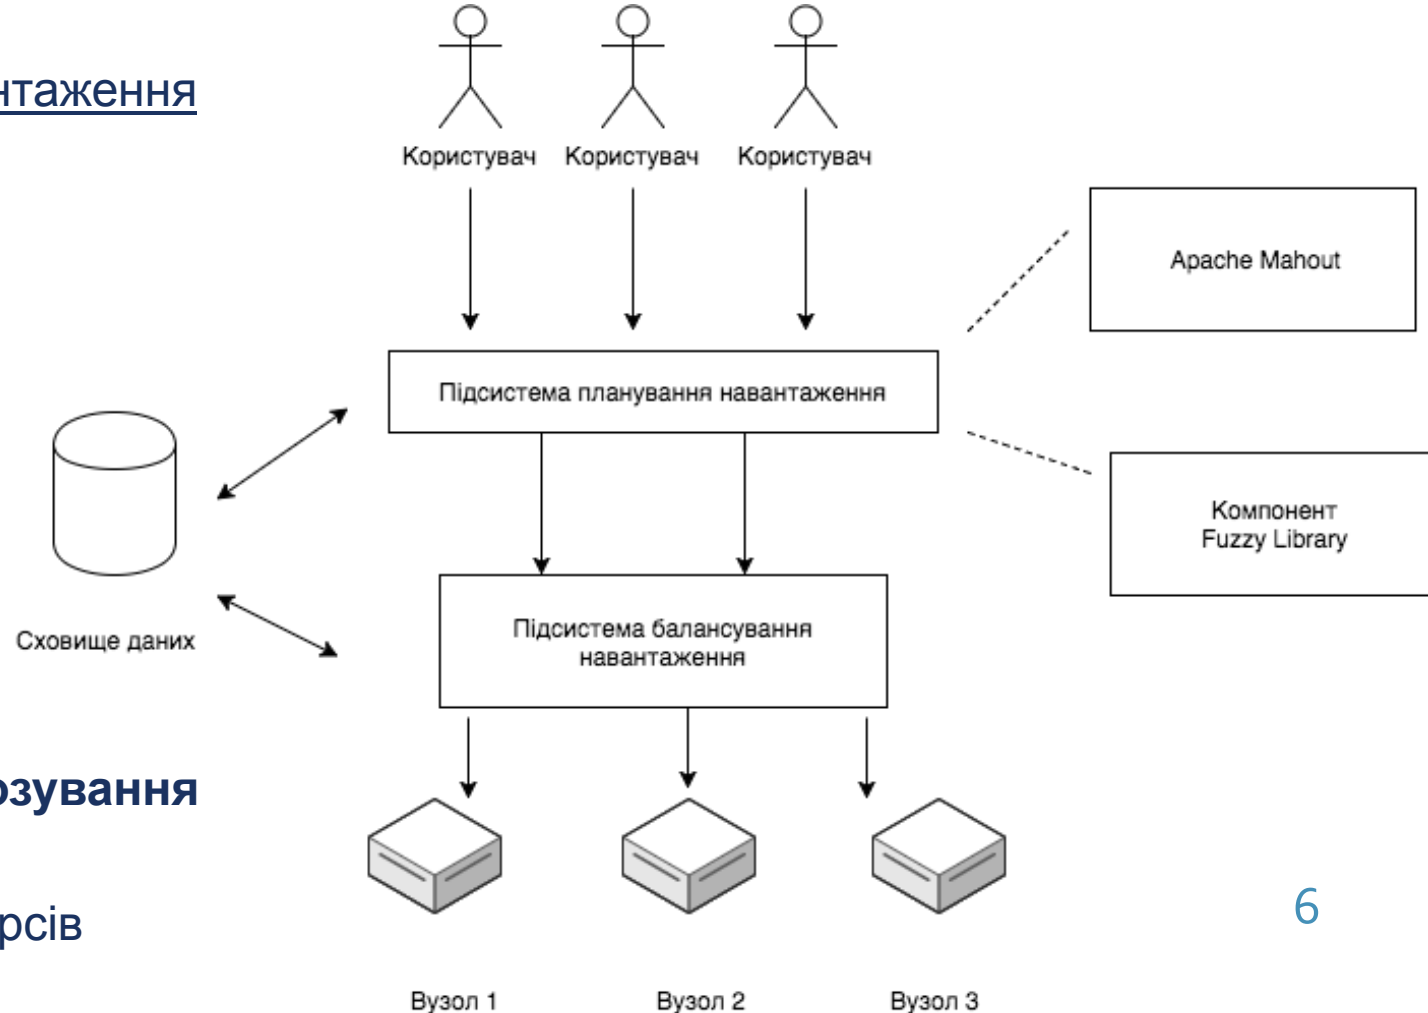 нтаження
Користувач Користувач Користувач
Apache Mahout
Підсистема планування навантаження
Компонент
Fuzzy Library
Підсистема балансування
навантаження
Сховище даних
озування
рсів
6
Вузол 1 Вузол 2 Вузол 3